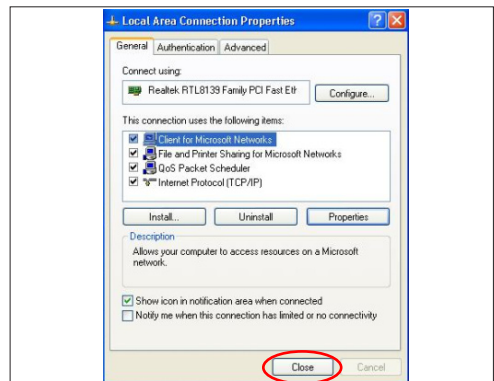 Local Area Connection Properties
General Authentication Advanced
Connect using:
Realtek RTL8139 Family PCI Fast Eth
Configure...
This connection uses the following items:
Client for Microsoft Networks
File and Printer Sharing for Microsoft Networks
QoS Packet Scheduler
Internet Protocol (TCP/IP)
Install... Uninstall Properties
Description
Allows your computer to access resources on a Microsoft
network.
Show icon in notification area when connected
Notify me when this connection has limited or no connectivity
Close Cancel